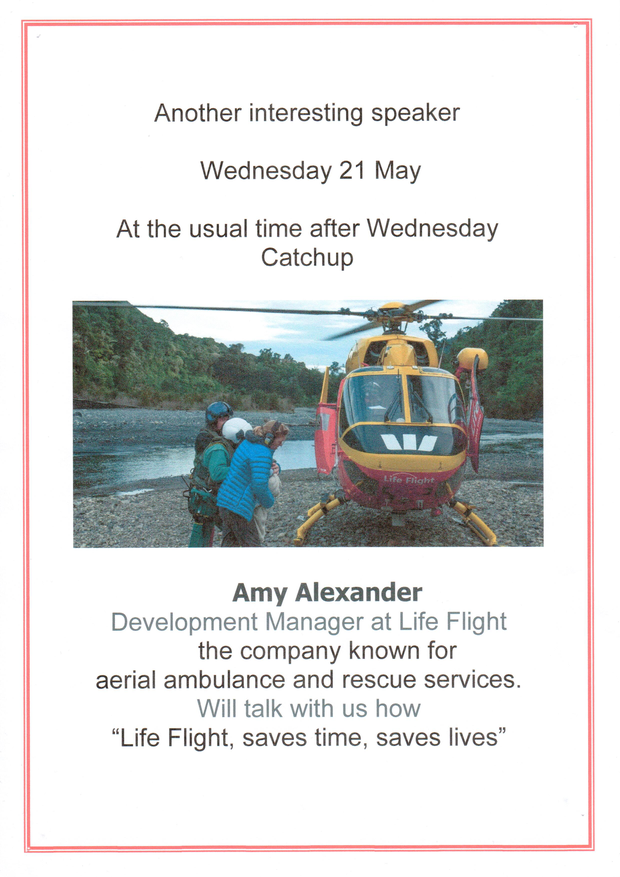 Another interesting speaker
Wednesday 21 May
At the usual time after Wednesday
Catchup
Life Flight
Amy Alexander
Development Manager at Life Flight
the company known for
aerial ambulance and rescue services.
Will talk with us how
“Life Flight, saves time, saves lives”